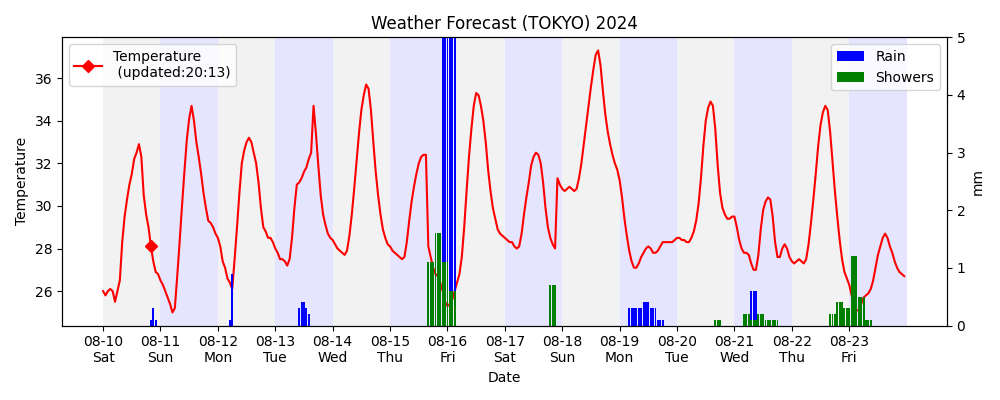 Weather Forecast (TOKYO) 2024
Temperature
(updated:20:13)
Rain
Showers
Temperature
36
34
32
30
28
26
5
4
3
2
1
0
mm
08-10 08-11 08-12 08-13 08-14 08-15 08-16 08-17 08-18 08-19 08-20 08-21 08-22 08-23
Sat Sun Mon Tue Wed Thu Fri Sat Sun Mon Tue Wed Thu Fri
Date